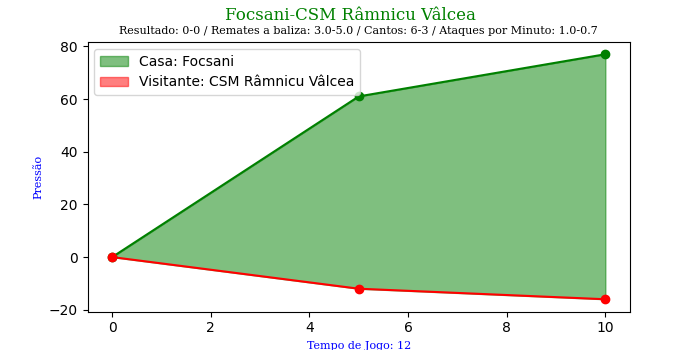 Focsani-CSM Râmnicu Vâlcea
Resultado: 0-0 / Remates a baliza: 3.0-5.0 / Cantos: 6-3 / Ataques por Minuto: 1.0-0.7
Casa: Focsani
Visitante: CSM Râmnicu Vâlcea
Pressão
80
60
40
20
0
−20
0 2 4 6 8 10
Tempo de Jogo: 12